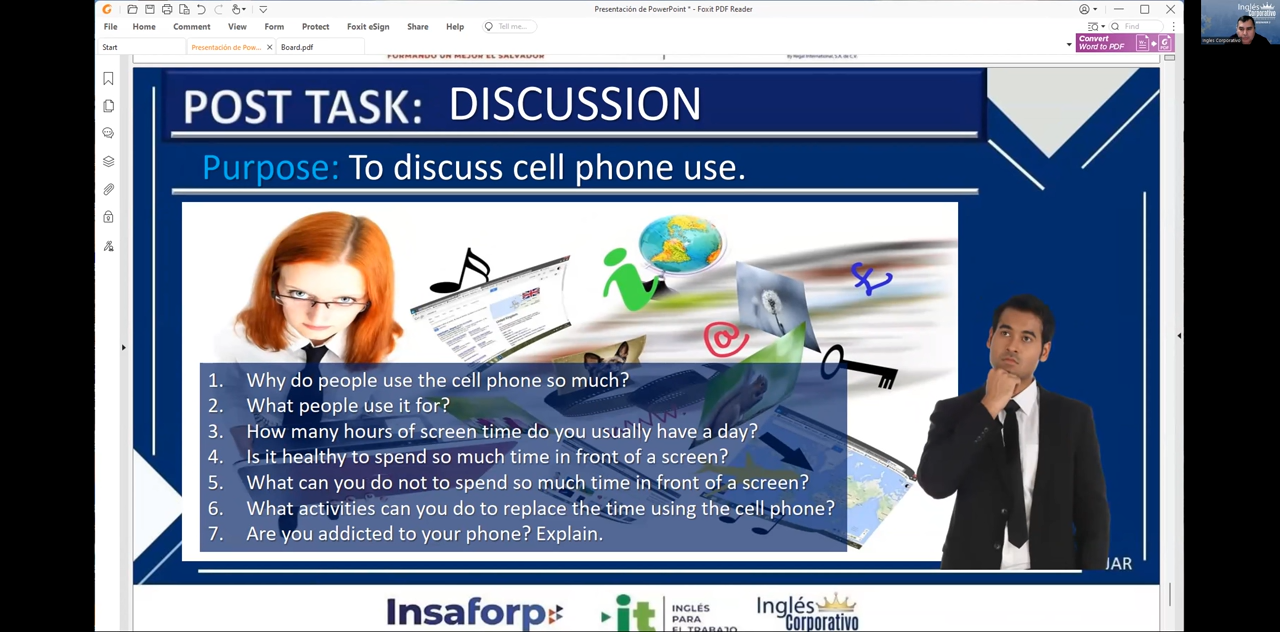 Presentación de PowerPoint * - Foxit PDF Reader
File Home Comment View Form Protect Foxit eSign Share Help Tell me... Find
Start Presentación de Pow... Board.pdf
Convert Word to PDF
FORMANDO UN MEJOR EL SALVADOR
POST TASK: DISCUSSION
Purpose: To discuss cell phone use.
i
@
1. Why do people use the cell phone so much?
2. What people use it for?
3. How many hours of screen time do you usually have a day?
4. Is it healthy to spend so much time in front of a screen?
5. What can you do not to spend so much time in front of a screen?
6. What activities can you do to replace the time using the cell phone?
7. Are you addicted to your phone? Explain.
JAR
Insaforp
it INGLÉS
PARA
EL TRABAJO
Inglés
Corporativo
Inglés
Corporativo
Inglés Corporativo